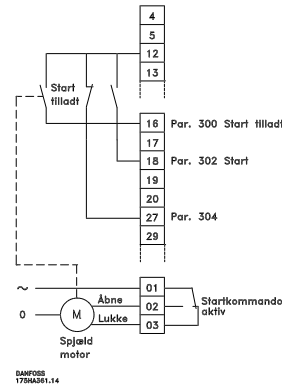 4
5
12
13
Start
tilladt
16 Par. 300 Start tilladt
17
18 Par. 302 Start
19
20
27 Par. 304
29
~
01
Åbne
02
Startkommando
aktiv
O
M
Lukke
03
Spjæld
motor
DANFOSS
175HA361.14